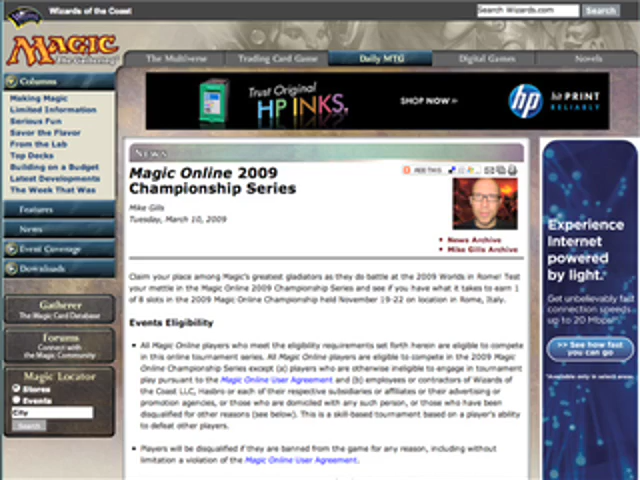 Wizards of the Coast
Search Wizards.com
Search
MAGIC
The Gathering
The Multiverse
Trading Card Game
Daily MTG
Digital Games
Novels
Columns
Making Magic
Limited Information
Serious Fun
Savor the Flavor
From the Lab
Top Decks
Building on a Budget
Latest Developments
The Week That Was
Features
News
Event Coverage
Downloads
Gatherer
The Magic Card Database
Forums
Connect with
the Magic Community
Magic Locator
Stores
Events
City
Search
Trust Original
HP INKS.
SHOP NOW »
hp
hit PRINT
RELIABLY
NEWS
Magic Online 2009
Championship Series
Mike Gills
Tuesday, March 10, 2009
ADD THIS
• News Archive
• Mike Gills Archive
Claim your place among Magic's greatest gladiators as they do battle at the 2009 Worlds in Rome! Test
your mettle in the Magic Online 2009 Championship Series and see if you have what it takes to earn 1
of 8 slots in the 2009 Magic Online Championship held November 19-22 on location in Rome, Italy.
Events Eligibility
• All Magic Online players who meet the eligibility requirements set forth herein are eligible to compete
in this online tournament series. All Magic Online players are eligible to compete in the 2009 Magic
Online Championship Series except (a) players who are otherwise ineligible to engage in tournament
play pursuant to the Magic Online User Agreement and (b) employees or contractors of Wizards of
the Coast LLC, Hasbro or each of their respective subsidiaries or affiliates or their advertising or
promotion agencies, or those who are domiciled with any such person, or those who have been
disqualified for other reasons (see below). This is a skill-based tournament based on a player's ability
to defeat other players.
• Players will be disqualified if they are banned from the game for any reason, including without
limitation a violation of the Magic Online User Agreement.
Experience
Internet
powered
by light.
Get unbelievably fast
connection speeds
up to 20 Mbps*
>> See how fast
you can go
*Available only in select areas.